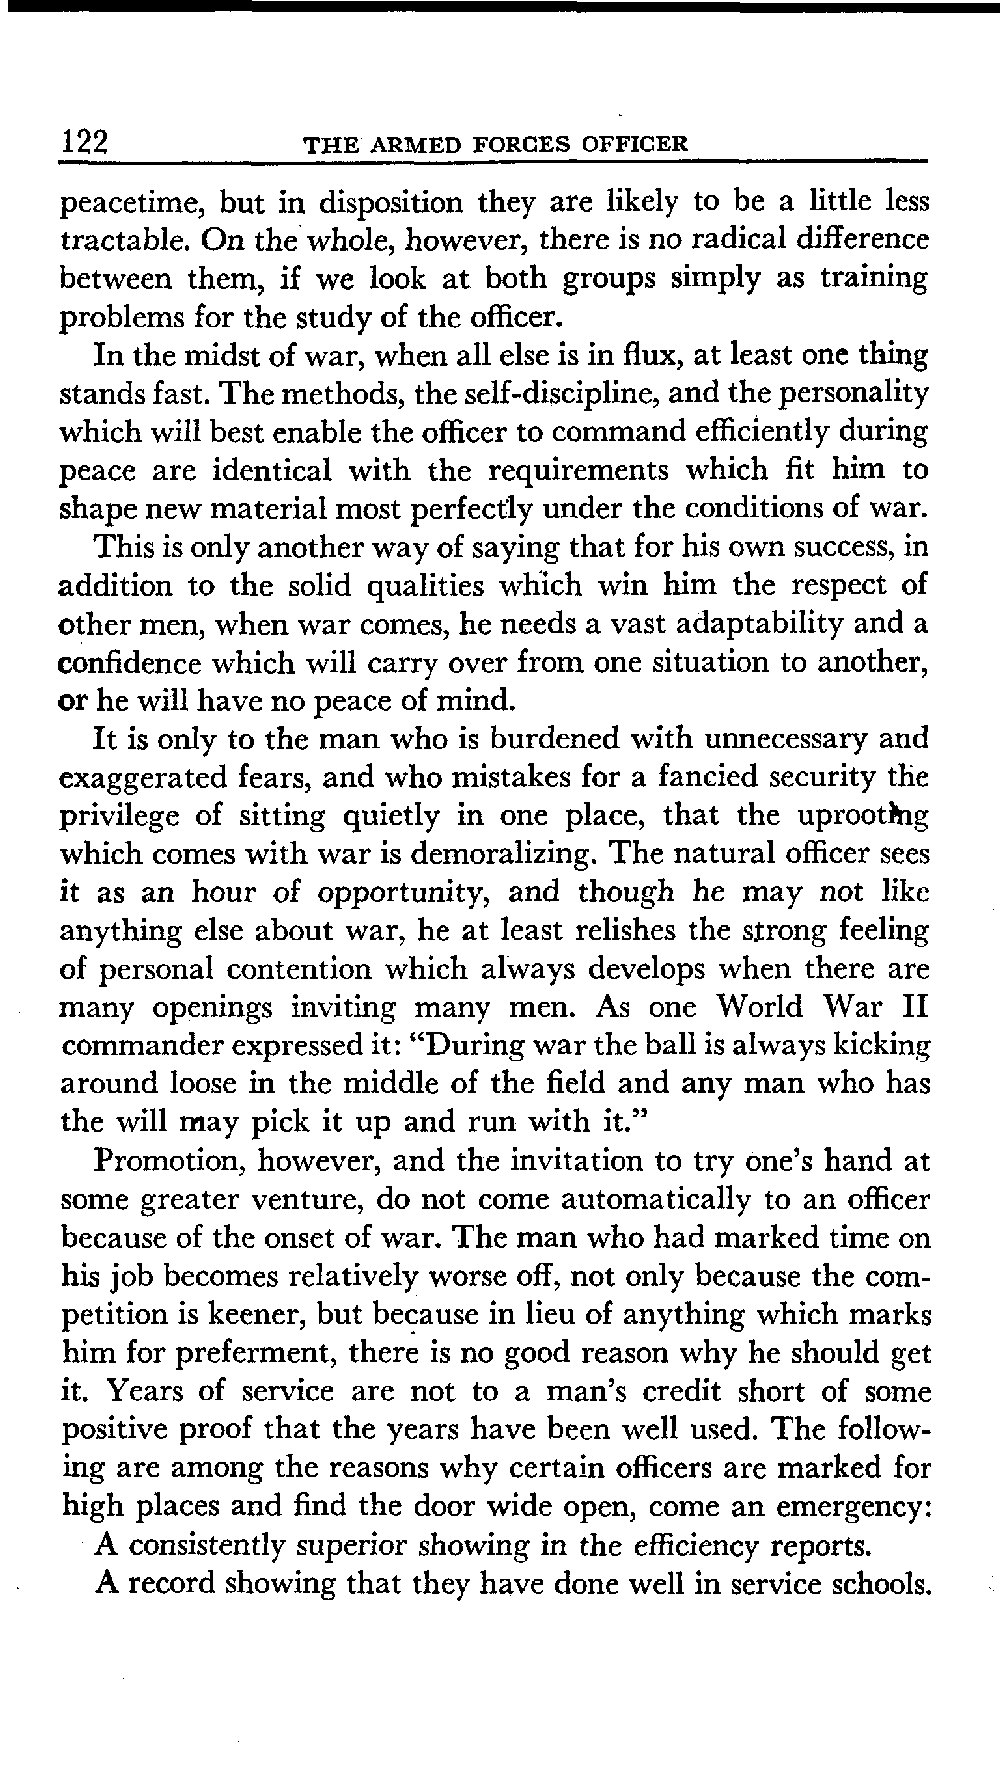 122 THE ARMED FORCES OFFICER
peacetime, but in disposition they are likely to be a little less
tractable. On the whole, however, there is no radical difference
between them, if we look at both groups simply as training
problems for the study of the officer.
In the midst of war, when all else is in flux, at least one thing
stands fast. The methods, the self-discipline, and the personality
which will best enable the officer to command efficiently during
peace are identical with the requirements which fit him to
shape new material most perfectly under the conditions of war.
This is only another way of saying that for his own success, in
addition to the solid qualities which win him the respect of
other men, when war comes, he needs a vast adaptability and a
confidence which will carry over from one situation to another,
or he will have no peace of mind.
It is only to the man who is burdened with unnecessary and
exaggerated fears, and who mistakes for a fancied security the
privilege of sitting quietly in one place, that the uprooting
which comes with war is demoralizing. The natural officer sees
it as an hour of opportunity, and though he may not like
anything else about war, he at least relishes the strong feeling
of personal contention which always develops when there are
many openings inviting many men. As one World War II
commander expressed it: “During war the ball is always kicking
around loose in the middle of the field and any man who has
the will may pick it up and run with it.”
Promotion, however, and the invitation to try one’s hand at
some greater venture, do not come automatically to an officer
because of the onset of war. The man who had marked time on
his job becomes relatively worse off, not only because the com-
petition is keener, but because in lieu of anything which marks
him for preferment, there is no good reason why he should get
it. Years of service are not to a man’s credit short of some
positive proof that the years have been well used. The follow-
ing are among the reasons why certain officers are marked for
high places and find the door wide open, come an emergency:
A consistently superior showing in the efficiency reports.
A record showing that they have done well in service schools.